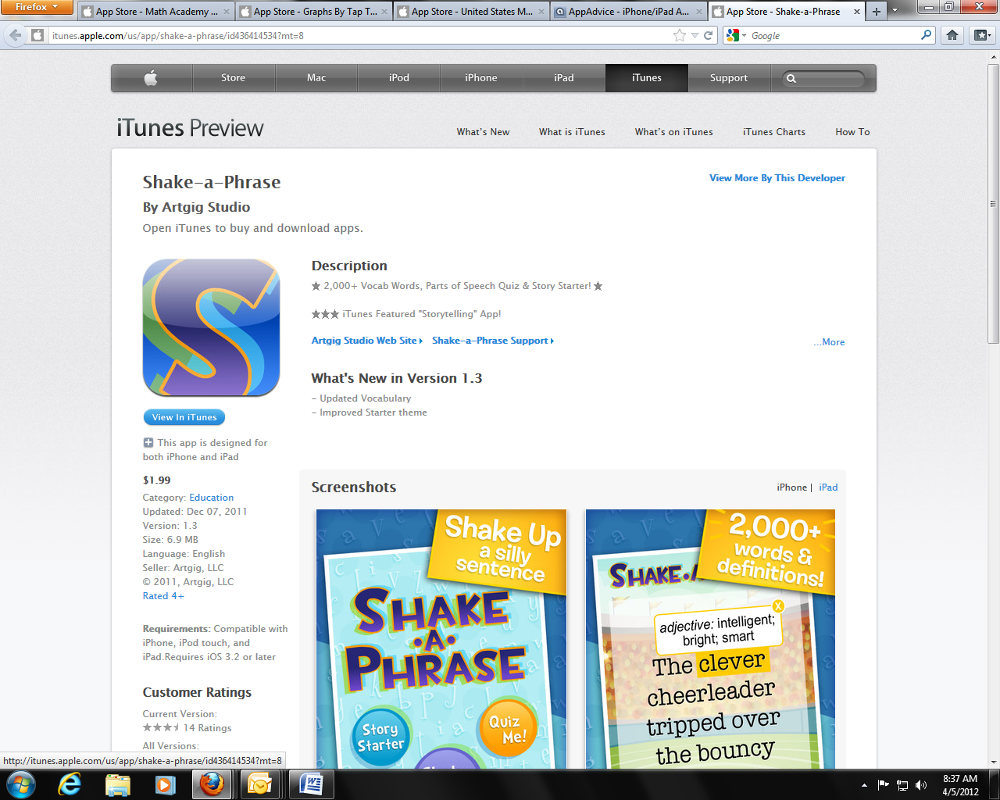 Firefox
App Store - Math Academy ...
App Store - Graphs By Tap T...
App Store - United States M...
AppAdvice - iPhone/iPad A...
App Store - Shake-a-Phrase
itunes.apple.com/us/app/shake-a-phrase/id436414534?mt=8
Google
Store Mac iPod iPhone iPad iTunes Support
iTunes Preview
What's New What is iTunes What's on iTunes iTunes Charts How To
Shake-a-Phrase
View More By This Developer
By Artgig Studio
Open iTunes to buy and download apps.
Description
★ 2,000+ Vocab Words, Parts of Speech Quiz & Story Starter! ★
★★★ iTunes Featured "Storytelling" App!
Artgig Studio Web Site Shake-a-Phrase Support
...More
What's New in Version 1.3
- Updated Vocabulary
- Improved Starter theme
View In iTunes
This app is designed for
both iPhone and iPad
$1.99
Category: Education
Updated: Dec 07, 2011
Version: 1.3
Size: 6.9 MB
Language: English
Seller: Artgig, LLC
© 2011, Artgig, LLC
Rated 4+
Requirements: Compatible with
iPhone, iPod touch, and
iPad.Requires iOS 3.2 or later
Customer Ratings
Current Version:
14 Ratings
All Versions:
Screenshots
iPhone | iPad
Shake Up
a silly
sentence
SHAKE
·A·
PHRASE
Story
Starter
Quiz
Me!
2,000+
words &
definitions!
SHAKE·A
adjective: intelligent;
bright; smart
The clever
cheerleader
tripped over
the bouncy
http://itunes.apple.com/us/app/shake-a-phrase/id436414534?mt=8
8:37 AM
4/5/2012